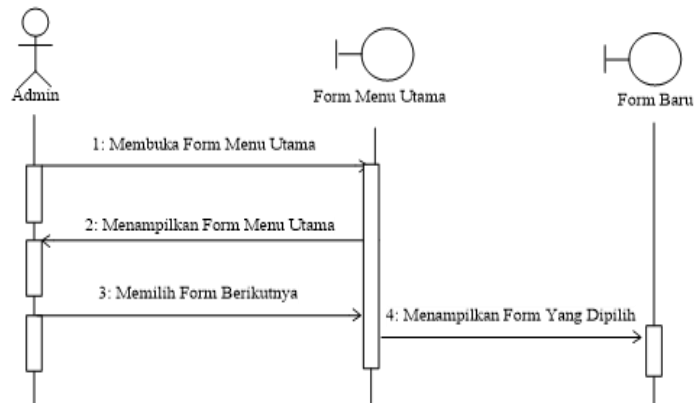 Admin
Form Menu Utama
Form Baru
1: Membuka Form Menu Utama
2: Menampilkan Form Menu Utama
3: Memilih Form Berikutnya
4: Menampilkan Form Yang Dipilih